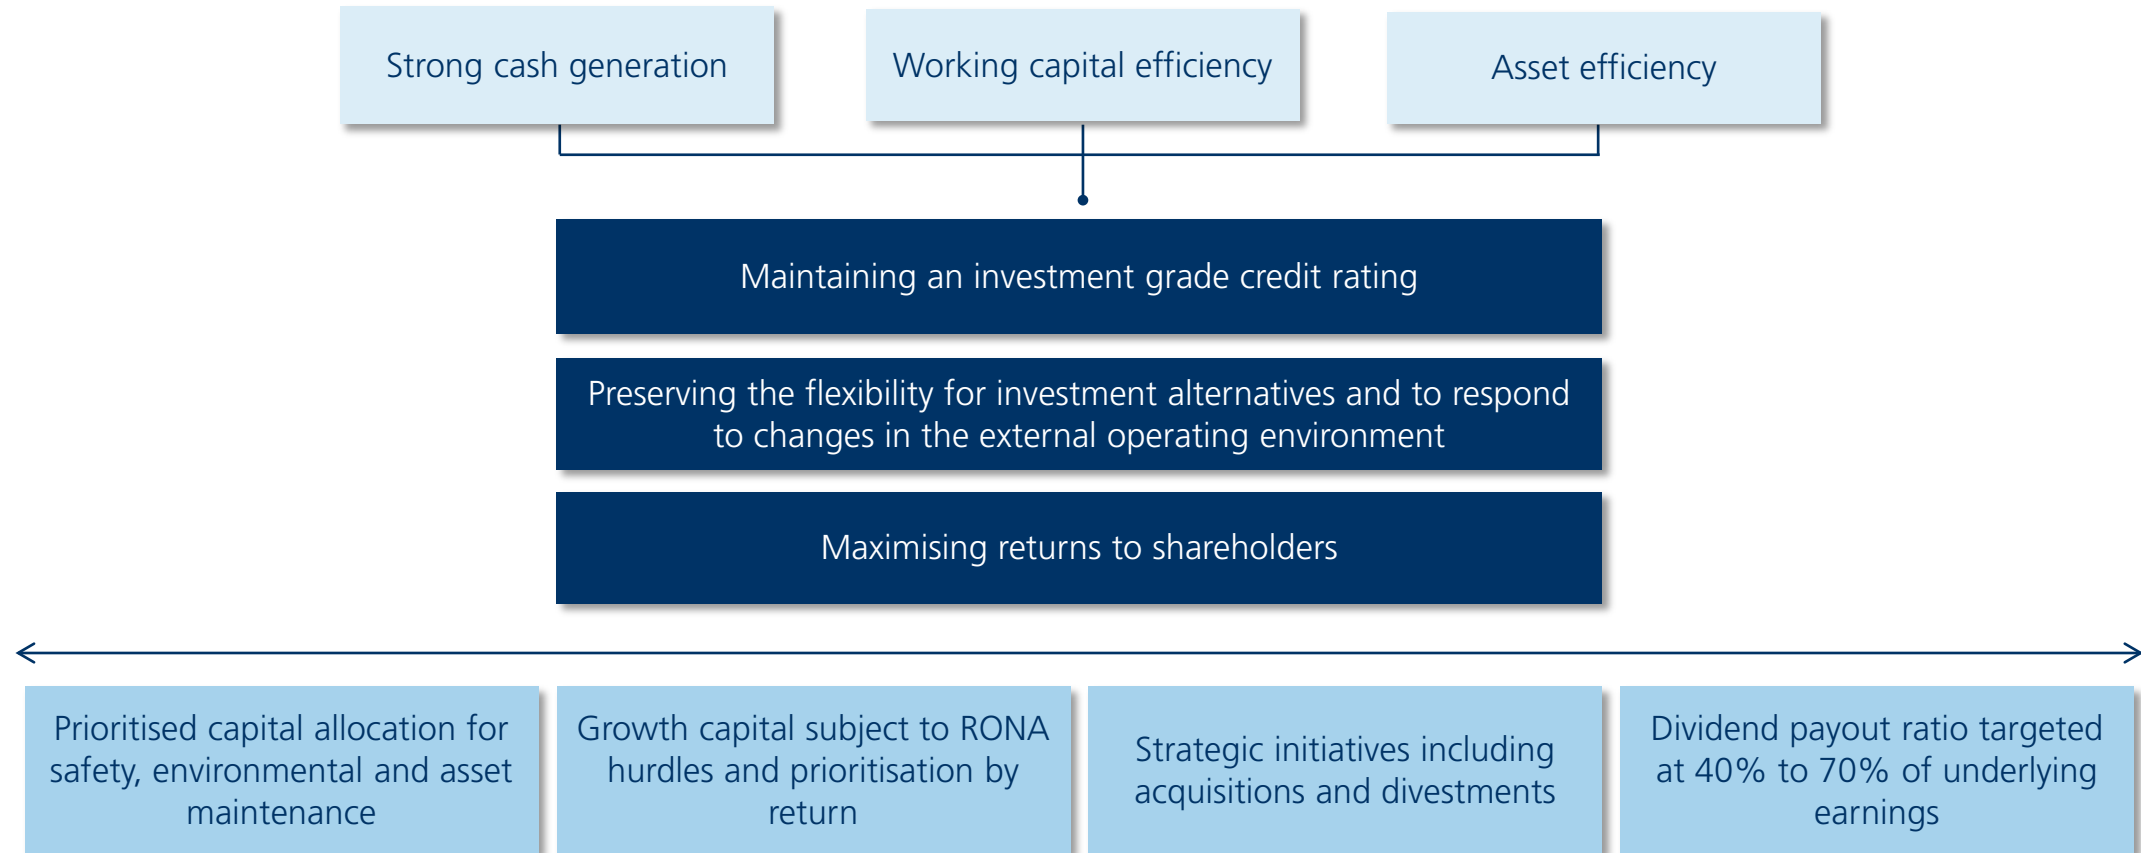 Strong cash generation
Working capital efficiency
Asset efficiency
Maintaining an investment grade credit rating
Preserving the flexibility for investment alternatives and to respond
to changes in the external operating environment
Maximising returns to shareholders
Prioritised capital allocation for
safety, environmental and asset
maintenance
Growth capital subject to RONA
hurdles and prioritisation by
return
Strategic initiatives including
acquisitions and divestments
Dividend payout ratio targeted
at 40% to 70% of underlying
earnings